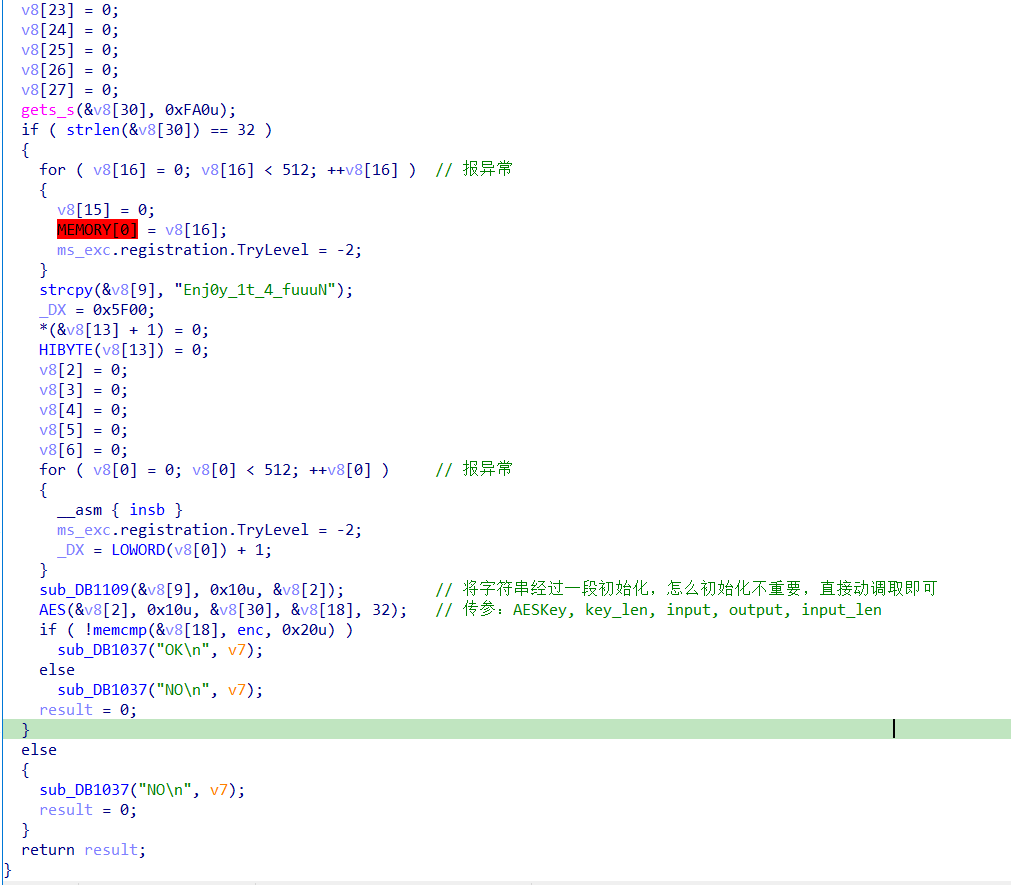 v8[23] = 0;
v8[24] = 0;
v8[25] = 0;
v8[26] = 0;
v8[27] = 0;
gets_s(&v8[30], 0xFA0u);
if ( strlen(&v8[30]) == 32 )
{
for ( v8[16] = 0; v8[16] < 512; ++v8[16] ) // 报异常
{
v8[15] = 0;
MEMORY[0] = v8[16];
ms_exc.registration.TryLevel = -2;
}
strcpy(&v8[9], "Enj0y_1t_4_fuuuN");
_DX = 0x5F00;
*(&v8[13] + 1) = 0;
HIBYTE(v8[13]) = 0;
v8[2] = 0;
v8[3] = 0;
v8[4] = 0;
v8[5] = 0;
v8[6] = 0;
for ( v8[0] = 0; v8[0] < 512; ++v8[0] ) // 报异常
{
__asm { insb }
ms_exc.registration.TryLevel = -2;
_DX = LOWORD(v8[0]) + 1;
}
sub_DB1109(&v8[9], 0x10u, &v8[2]); // 将字符串经过一段初始化，怎么初始化不重要，直接动调取即可
AES(&v8[2], 0x10u, &v8[30], &v8[18], 32); // 传参：AESKey, key_len, input, output, input_len
if ( !memcmp(&v8[18], enc, 0x20u) )
sub_DB1037("OK\n", v7);
else
sub_DB1037("NO\n", v7);
result = 0;
}
else
{
sub_DB1037("NO\n", v7);
result = 0;
}
return result;
}